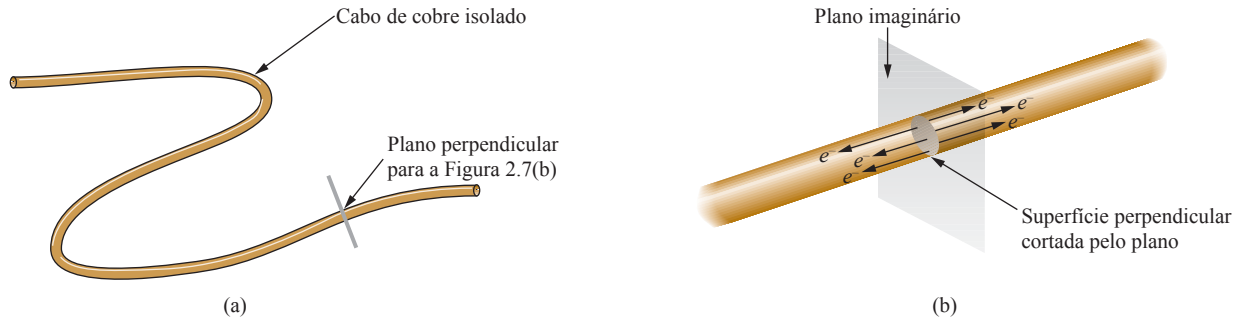 Cabo de cobre isolado
Plano perpendicular
para a Figura 2.7(b)
(a)
Plano imaginário
e⁻
e⁻
e⁻
e⁻
e⁻
e⁻
Superfície perpendicular
cortada pelo plano
(b)